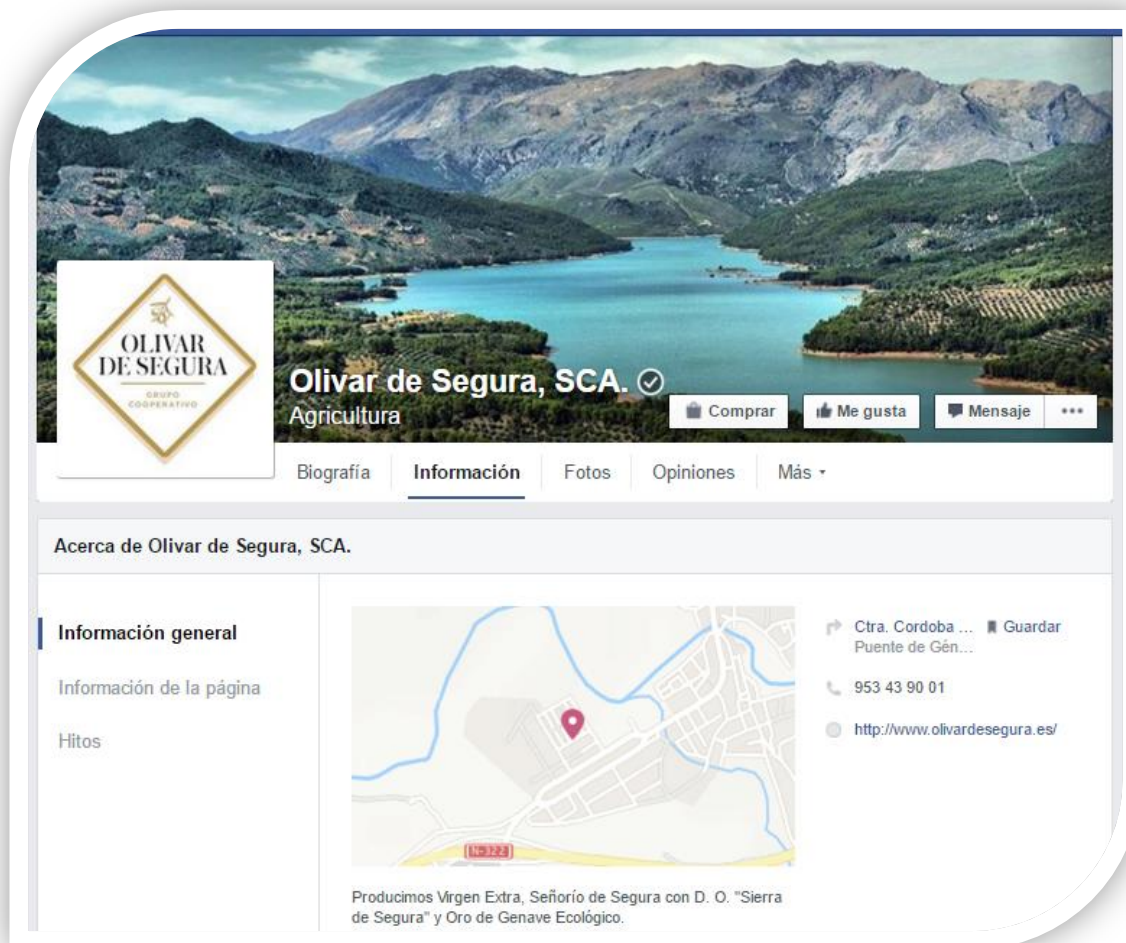 OLIVAR
DE SEGURA
GRUPO
COOPERATIVO
Olivar de Segura, SCA.
Agricultura
Comprar
Me gusta
Mensaje
Biografía Información Fotos Opiniones Más
Acerca de Olivar de Segura, SCA.
Información general
Información de la página
Hitos
N-322
Ctra. Cordoba ... Guardar
Puente de Gén...
953 43 90 01
http://www.olivardesegura.es/
Producimos Virgen Extra, Señorío de Segura con D. O. "Sierra
de Segura" y Oro de Genave Ecológico.